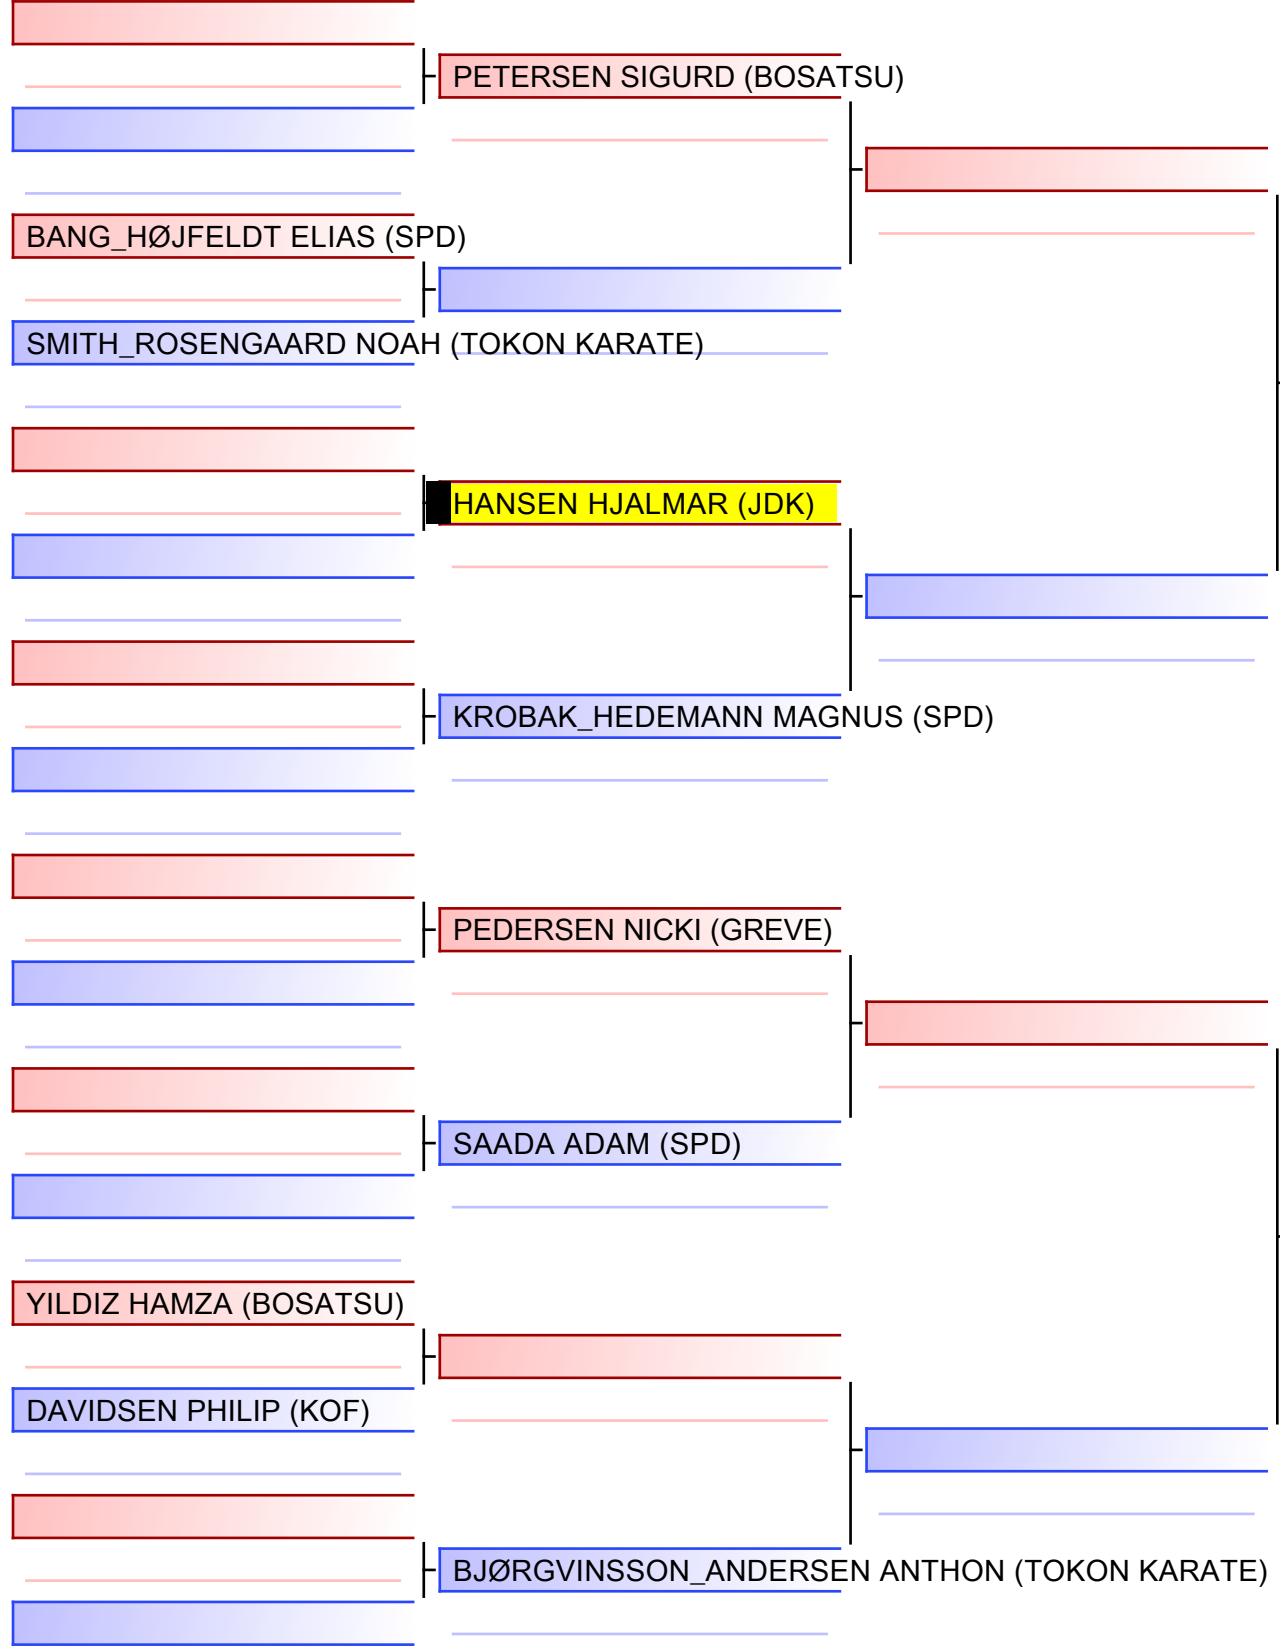 PETERSEN SIGURD (BOSATSU)
BANG_HØJFELDT ELIAS (SPD)
SMITH_ROSENGAARD NOAH (TOKON KARATE)
HANSEN HJALMAR (JDK)
KROBAK_HEDEMANN MAGNUS (SPD)
PEDERSEN NICKI (GREVE)
SAADA ADAM (SPD)
YILDIZ HAMZA (BOSATSU)
DAVIDSEN PHILIP (KOF)
BJØRGVINSSON_ANDERSEN ANTHON (TOKON KARATE)